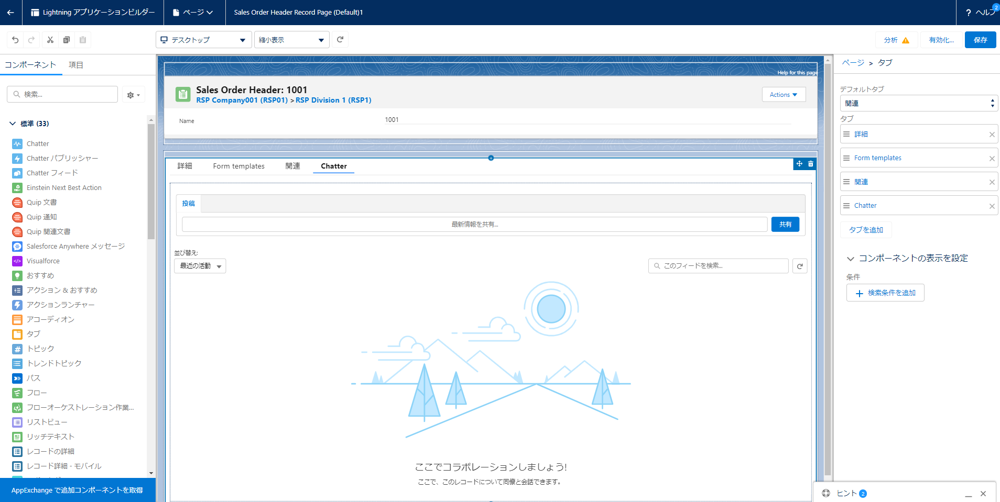 Lightning アプリケーションビルダー
ページ
Sales Order Header Record Page (Default)1
? ヘルプ
2
デスクトップ
縮小表示
分析
有効化...
保存
コンポーネント
項目
検索...
標準 (33)
Chatter
Chatter パブリッシャー
Chatter フィード
Einstein Next Best Action
Quip 文書
Quip 通知
Quip 関連文書
Salesforce Anywhere メッセージ
Visualforce
おすすめ
アクション & おすすめ
アクションランチャー
アコーディオン
タブ
トピック
トレンドトピック
パス
フロー
フローオーケストレーション作業...
リストビュー
リッチテキスト
レコードの詳細
レコード詳細 - モバイル
AppExchange で追加コンポーネントを取得
Help for this page
Sales Order Header: 1001
RSP Company001 (RSP01) > RSP Division 1 (RSP1)
Actions
Name
1001
詳細
Form templates
関連
Chatter
投稿
最新情報を共有...
共有
並び替え:
最近の活動
このフィードを検索...
ここでコラボレーションしましょう!
ここで、このレコードについて同僚と会話できます。
ページ > タブ
デフォルトタブ
関連
タブ
詳細
Form templates
関連
Chatter
タブを追加
コンポーネントの表示を設定
条件
検索条件を追加
ヒント 2